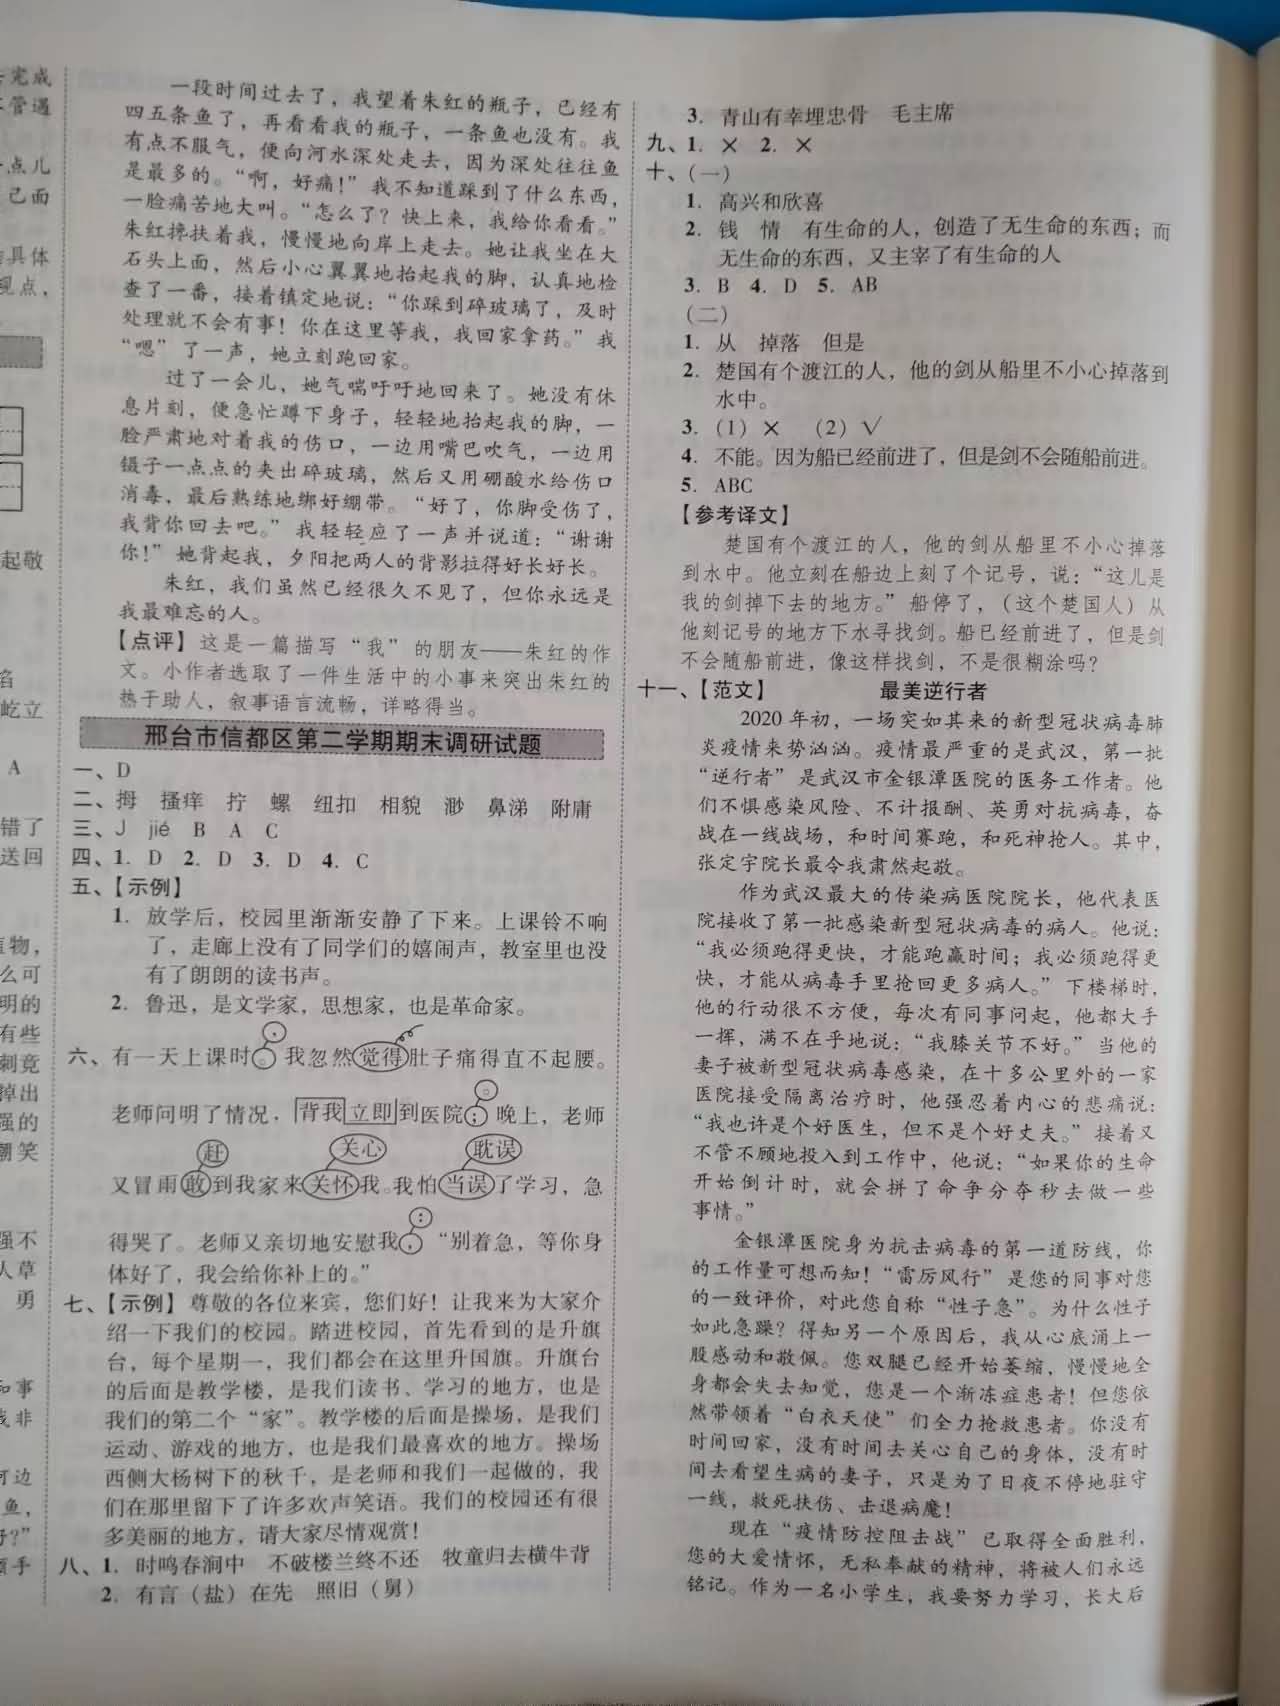 去完成
二管遇
一点儿
己面
具体
观点，
起敬
屹立
A
错了
送回
植物，
么可
明的
有些
刺竟
掉出
强的
嘲笑
强不
人草
勇
和事
我非
河边
鱼，
一段时间过去了，我望着朱红的瓶子，已经有
四五条鱼了，再看看我的瓶子，一条鱼也没有。我
有点不服气，便向河水深处走去，因为深处往往鱼
是最多的。“啊，好痛！”我不知道踩到了什么东西，
一脸痛苦地大叫。“怎么了？快上来，我给你看看。”
朱红搀扶着我，慢慢地向岸上走去。她让我坐在大
石头上面，然后小心翼翼地抬起我的脚，认真地检
查了一番，接着镇定地说：“你踩到碎玻璃了，及时
处理就不会有事！你在这里等我，我回家拿药。”我
“嗯”了一声，她立刻跑回家。
过了一会儿，她气喘吁吁地回来了。她没有休
息片刻，便急忙蹲下身子，轻轻地抬起我的脚，一
脸严肃地对着我的伤口，一边用嘴巴吹气，一边用
镊子一点点的夹出碎玻璃，然后又用硼酸水给伤口
消毒，最后熟练地绑好绷带。“好了，你脚受伤了，
我背你回去吧。”我轻轻应了一声并说道：“谢谢
你！”她背起我，夕阳把两人的背影拉得好长好长。
朱红，我们虽然已经很久不见了，但你永远是
我最难忘的人。
【点评】这是一篇描写“我”的朋友——朱红的作
文。小作者选取了一件生活中的小事来突出朱红的
热于助人，叙事语言流畅，详略得当。
邢台市信都区第二学期期末调研试题
一、D
二、拇 搔痒 拧 螺 纽扣 相貌 渺 鼻涕 附庸
三、J jié B A C
四、1. D 2. D 3. D 4. C
五、【示例】
1. 放学后，校园里渐渐安静了下来。上课铃不响
了，走廊上没有了同学们的嬉闹声，教室里也没
有了朗朗的读书声。
2. 鲁迅，是文学家，思想家，也是革命家。
，
六、有一天上课时。我忽然觉得肚子痛得直不起腰。
。
老师问明了情况，背我立即到医院；晚上，老师
赶 关心 耽误
又冒雨敢到我家来关怀我。我怕当误了学习，急
：
得哭了。老师又亲切地安慰我，“别着急，等你身
体好了，我会给你补上的。”
七、【示例】尊敬的各位来宾，您们好！让我来为大家介
绍一下我们的校园。踏进校园，首先看到的是升旗
台，每个星期一，我们都会在这里升国旗。升旗台
的后面是教学楼，是我们读书、学习的地方，也是
我们的第二个“家”。教学楼的后面是操场，是我们
运动、游戏的地方，也是我们最喜欢的地方。操场
西侧大杨树下的秋千，是老师和我们一起做的，我
们在那里留下了许多欢声笑语。我们的校园还有很
多美丽的地方，请大家尽情观赏！
八、1. 时鸣春涧中 不破楼兰终不还 牧童归去横牛背
2. 有言（盐）在先 照旧（舅）
3. 青山有幸埋忠骨 毛主席
九、1. × 2. ×
十、（一）
1. 高兴和欣喜
2. 钱 情 有生命的人，创造了无生命的东西；而
无生命的东西，又主宰了有生命的人
3. B 4. D 5. AB
（二）
1. 从 掉落 但是
2. 楚国有个渡江的人，他的剑从船里不小心掉落到
水中。
3. （1）× （2）√
4. 不能。因为船已经前进了，但是剑不会随船前进。
5. ABC
【参考译文】
楚国有个渡江的人，他的剑从船里不小心掉落
到水中。他立刻在船边上刻了个记号，说：“这儿是
我的剑掉下去的地方。”船停了，（这个楚国人）从
他刻记号的地方下水寻找剑。船已经前进了，但是剑
不会随船前进，像这样找剑，不是很糊涂吗？
十一、【范文】 最美逆行者
2020年初，一场突如其来的新型冠状病毒肺
炎疫情来势汹汹。疫情最严重的是武汉，第一批
“逆行者”是武汉市金银潭医院的医务工作者。他
们不惧感染风险、不计报酬、英勇对抗病毒，奋
战在一线战场，和时间赛跑，和死神抢人。其中，
张定宇院长最令我肃然起敬。
作为武汉最大的传染病医院院长，他代表医
院接收了第一批感染新型冠状病毒的病人。他说：
“我必须跑得更快，才能跑赢时间；我必须跑得更
快，才能从病毒手里抢回更多病人。”下楼梯时，
他的行动很不方便，每次有同事问起，他都大手
一挥，满不在乎地说：“我膝关节不好。”当他的
妻子被新型冠状病毒感染，在十多公里外的一家
医院接受隔离治疗时，他强忍着内心的悲痛说：
“我也许是个好医生，但不是个好丈夫。”接着又
不管不顾地投入到工作中，他说：“如果你的生命
开始倒计时，就会拼了命争分夺秒去做一些
事情。”
金银潭医院身为抗击病毒的第一道防线，你
的工作量可想而知！“雷厉风行”是您的同事对您
的一致评价，对此您自称“性子急”。为什么性子
如此急躁？得知另一个原因后，我从心底涌上一
股感动和敬佩。您双腿已经开始萎缩，慢慢地全
身都会失去知觉，您是一个渐冻症患者！但您依
然带领着“白衣天使”们全力抢救患者。你没有
时间回家，没有时间去关心自己的身体，没有时
间去看望生病的妻子，只是为了日夜不停地驻守
一线，救死扶伤、击退病魔！
现在“疫情防控阻击战”已取得全面胜利，
您的大爱情怀，无私奉献的精神，将被人们永远
铭记。作为一名小学生，我要努力学习，长大后